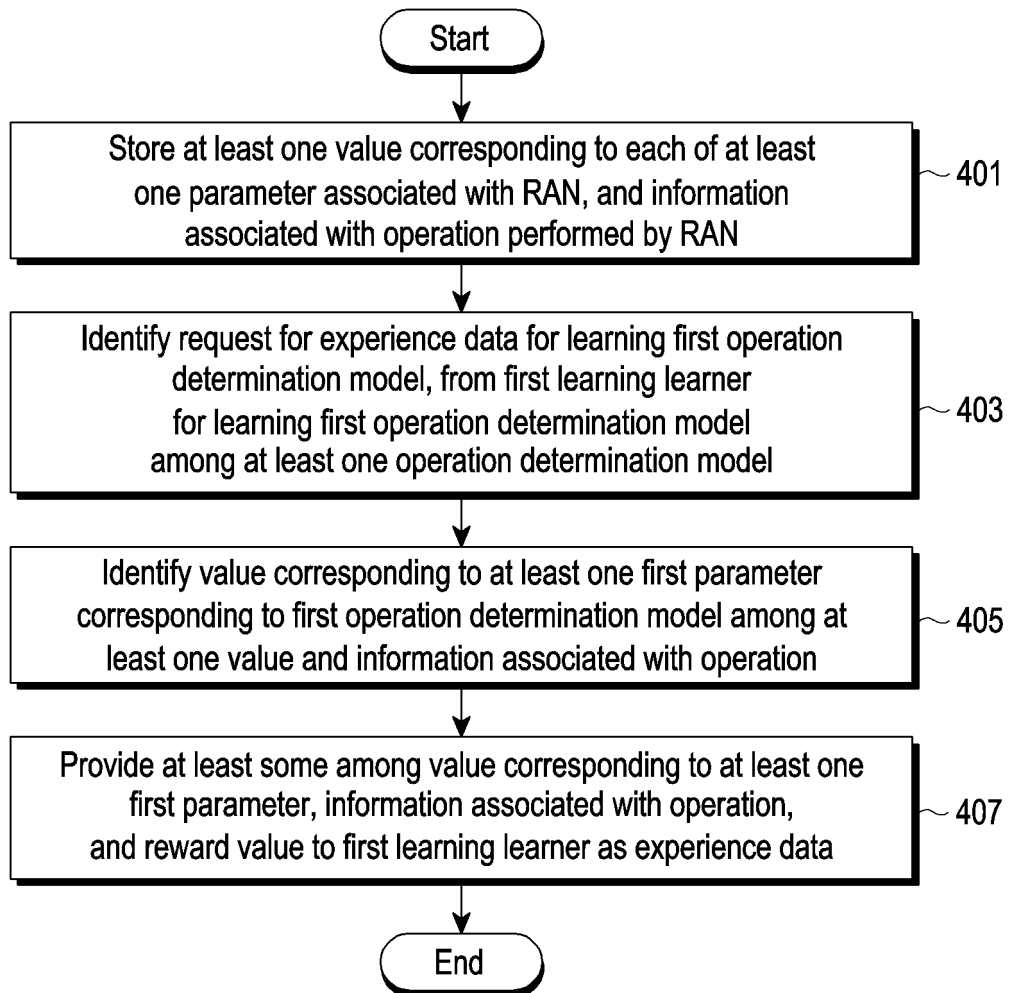 Start
Store at least one value corresponding to each of at least
one parameter associated with RAN, and information
associated with operation performed by RAN
401
Identify request for experience data for learning first operation
determination model, from first learning learner
for learning first operation determination model
among at least one operation determination model
403
Identify value corresponding to at least one first parameter
corresponding to first operation determination model among at
least one value and information associated with operation
405
Provide at least some among value corresponding to at least one
first parameter, information associated with operation,
and reward value to first learning learner as experience data
407
End